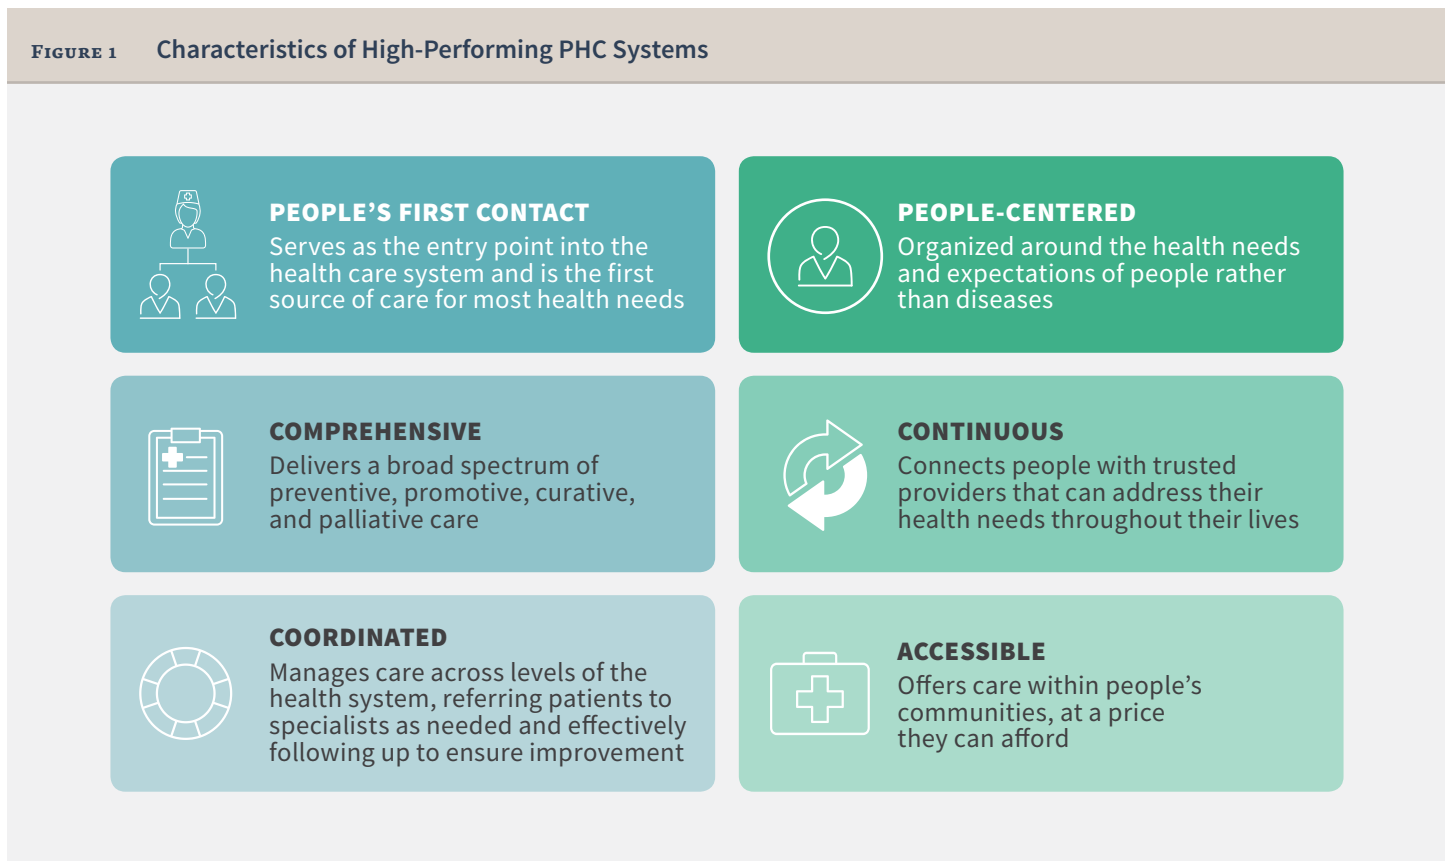 FIGURE 1 Characteristics of High-Performing PHC Systems
PEOPLE’S FIRST CONTACT
Serves as the entry point into the
health care system and is the first
source of care for most health needs
PEOPLE-CENTERED
Organized around the health needs
and expectations of people rather
than diseases
COMPREHENSIVE
Delivers a broad spectrum of
preventive, promotive, curative,
and palliative care
CONTINUOUS
Connects people with trusted
providers that can address their
health needs throughout their lives
COORDINATED
Manages care across levels of the
health system, referring patients to
specialists as needed and effectively
following up to ensure improvement
ACCESSIBLE
Offers care within people’s
communities, at a price
they can afford